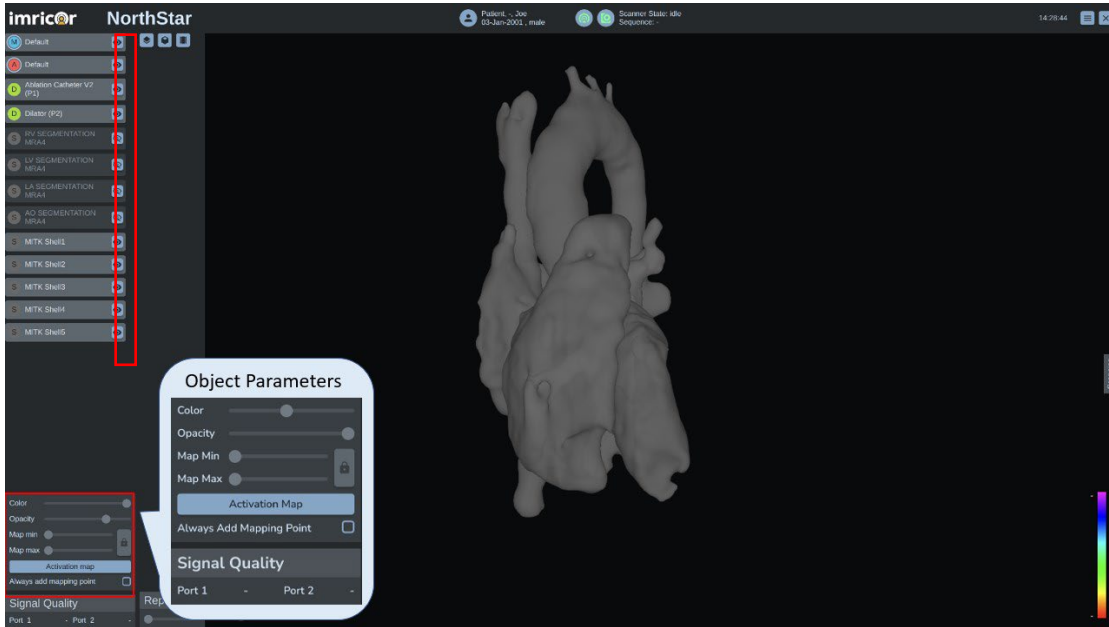 imricor NorthStar
Patient, -, Joe
03-Jan-2001 , male
Scanner State: Idle
Sequence: -
14:28:44
M Default
A Default
D Ablation Catheter V2
(P1)
D Dilator (P2)
S RV SEGMENTATION
MRA4
S LV SEGMENTATION
MRA4
S LA SEGMENTATION
MRA4
S AO SEGMENTATION
MRA4
S MITK Shell1
S MITK Shell2
S MITK Shell3
S MITK Shell4
S MITK Shell5
Object Parameters
Color
Opacity
Map Min
Map Max
Activation Map
Always Add Mapping Point
Signal Quality
Port 1 - Port 2 -
Color
Opacity
Map min
Map max
Activation map
Always add mapping point
Signal Quality
Port 1 - Port 2 -
Rep